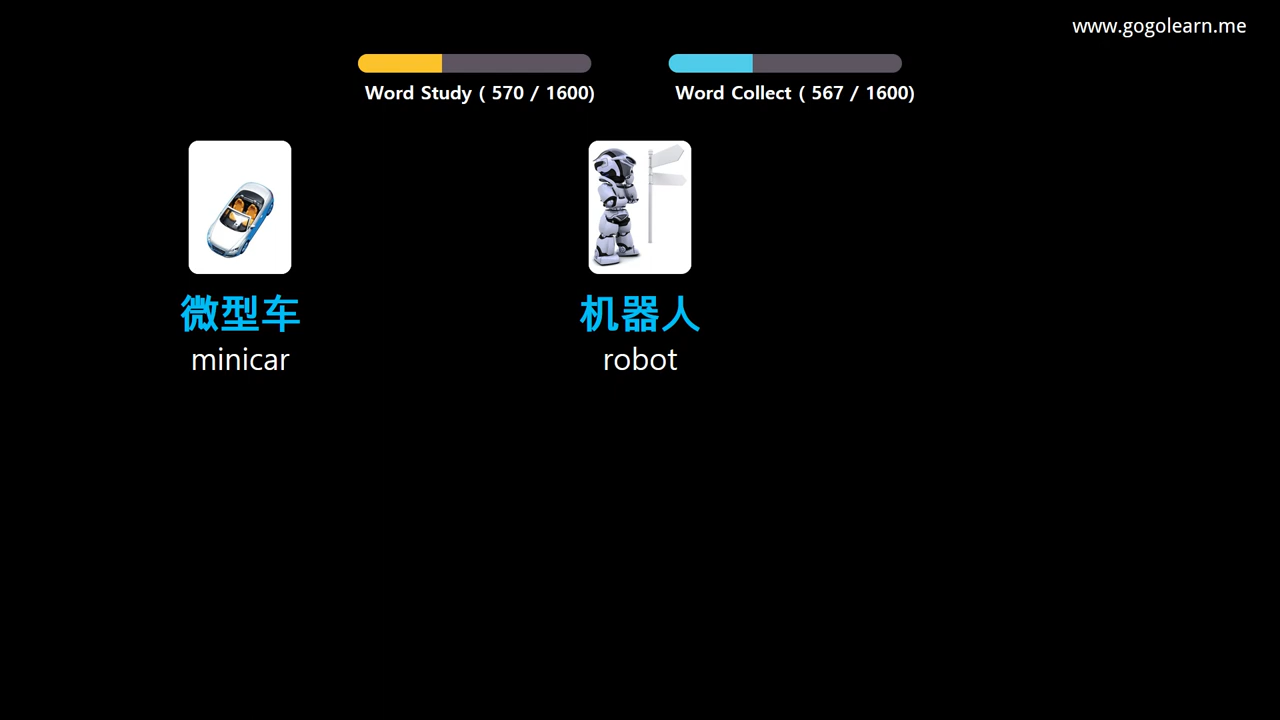 www.gogolearn.me
Word Study ( 570 / 1600)
Word Collect ( 567 / 1600)
微型车
minicar
机器人
robot